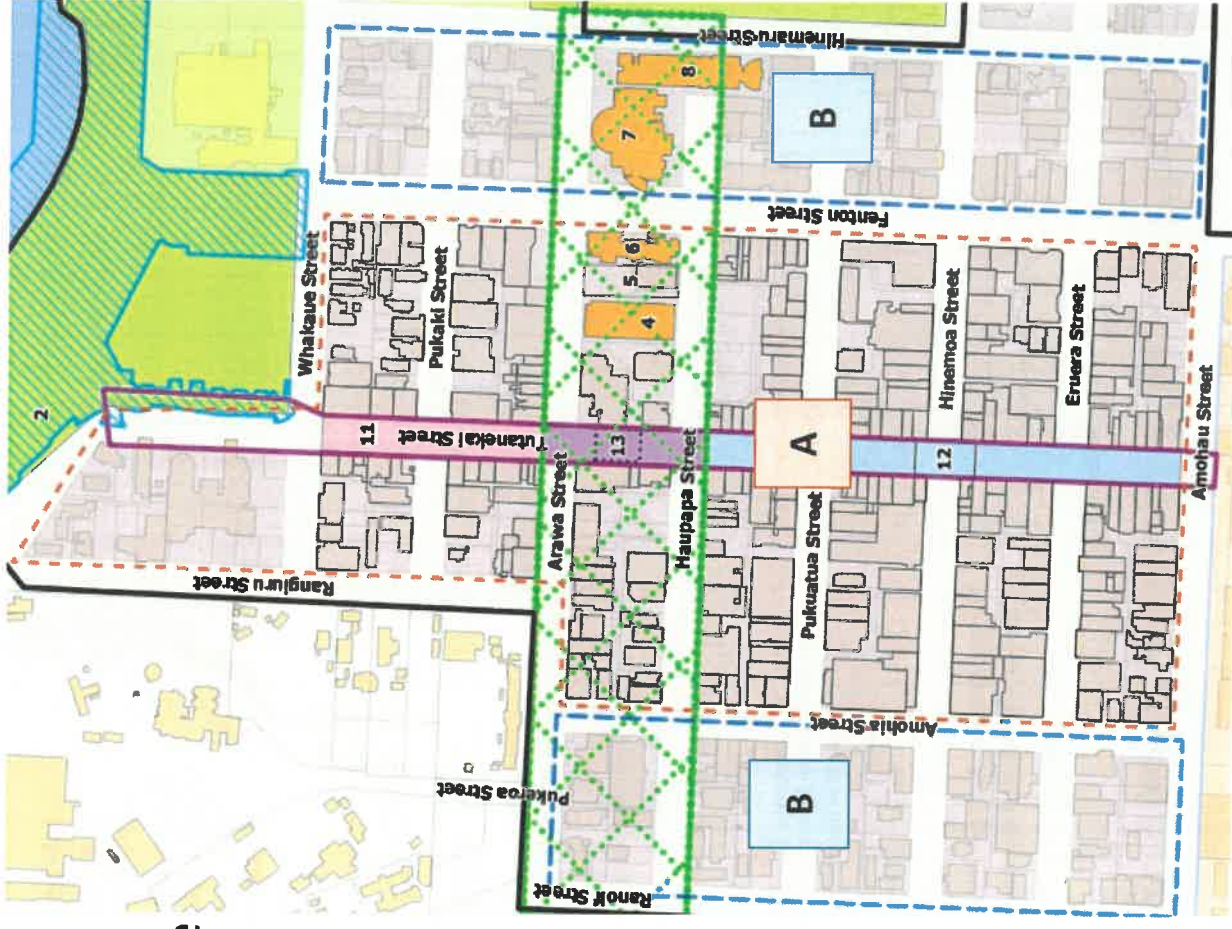 Hinemaru Street
8
7
B
2
Whakaue Street
Fenton Street
Pukaki Street
6
5
4
11
Tutanekai Street
13
Arawa Street
Haupapa Street
A
Hinemoa Street
Eruera Street
12
Amohau Street
Rangiuru Street
Pukuatua Street
Amohia Street
Pukeroa Street
B
Ranolf Street